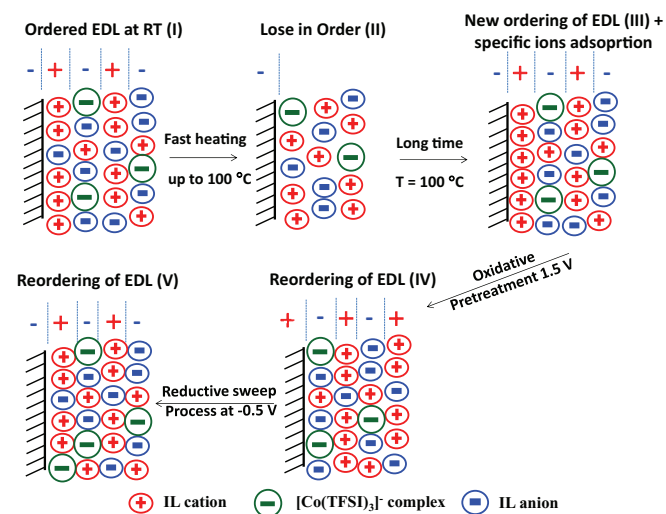 Ordered EDL at RT (I)
Lose in Order (II)
New ordering of EDL (III) +
specific ions adsoprtion
- + - + -
-
- + - + -
Fast heating
up to 100 °C
Long time
T = 100 °C
Oxidative
Pretreatment 1.5 V
Reordering of EDL (V)
Reordering of EDL (IV)
- + - + -
+ - + - +
Reductive sweep
Process at -0.5 V
IL cation
[Co(TFSI)₃]⁻ complex
IL anion